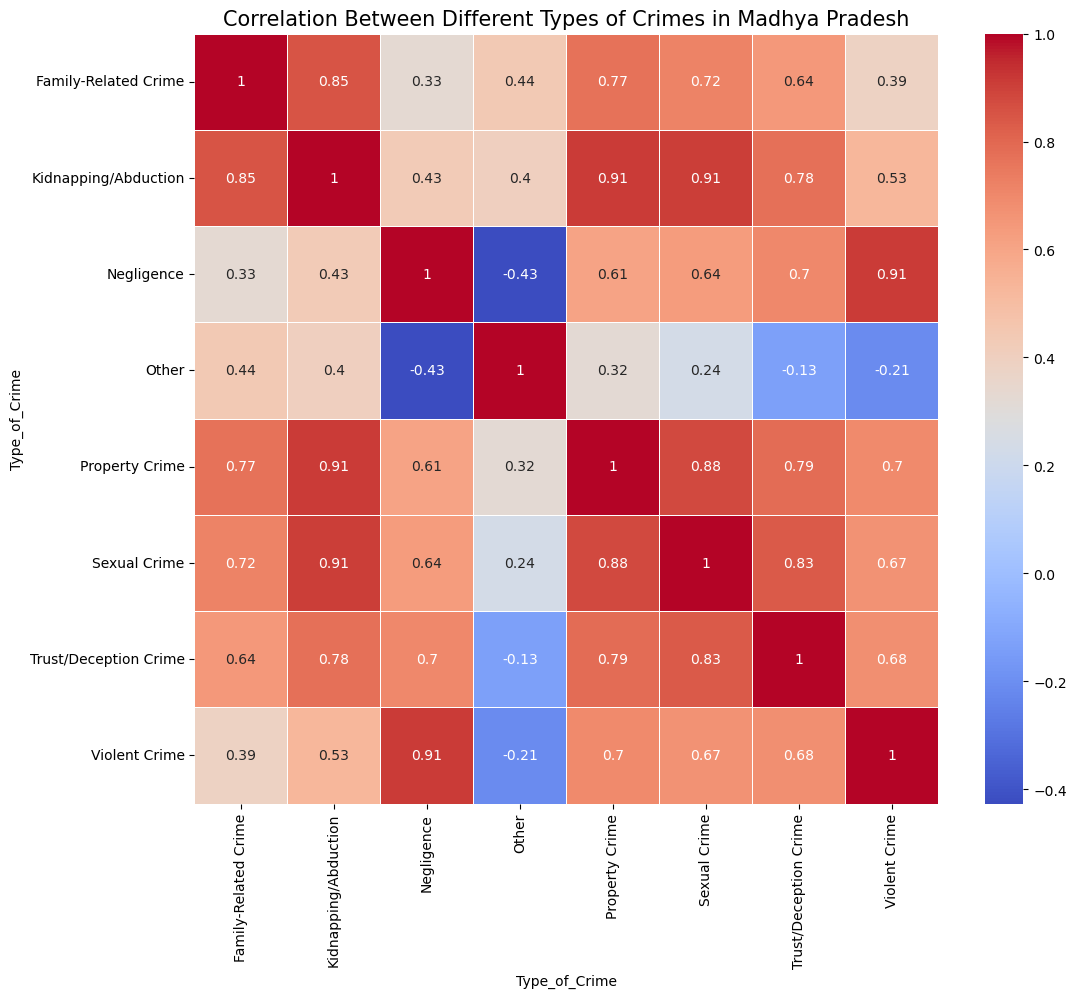 Correlation Between Different Types of Crimes in Madhya Pradesh
Type_of_Crime
Family-Related Crime 1 0.85 0.33 0.44 0.77 0.72 0.64 0.39
Kidnapping/Abduction 0.85 1 0.43 0.4 0.91 0.91 0.78 0.53
Negligence 0.33 0.43 1 -0.43 0.61 0.64 0.7 0.91
Other 0.44 0.4 -0.43 1 0.32 0.24 -0.13 -0.21
Property Crime 0.77 0.91 0.61 0.32 1 0.88 0.79 0.7
Sexual Crime 0.72 0.91 0.64 0.24 0.88 1 0.83 0.67
Trust/Deception Crime 0.64 0.78 0.7 -0.13 0.79 0.83 1 0.68
Violent Crime 0.39 0.53 0.91 -0.21 0.7 0.67 0.68 1
Family-Related Crime
Kidnapping/Abduction
Negligence
Other
Property Crime
Sexual Crime
Trust/Deception Crime
Violent Crime
Type_of_Crime
1.0
0.8
0.6
0.4
0.2
0.0
−0.2
−0.4